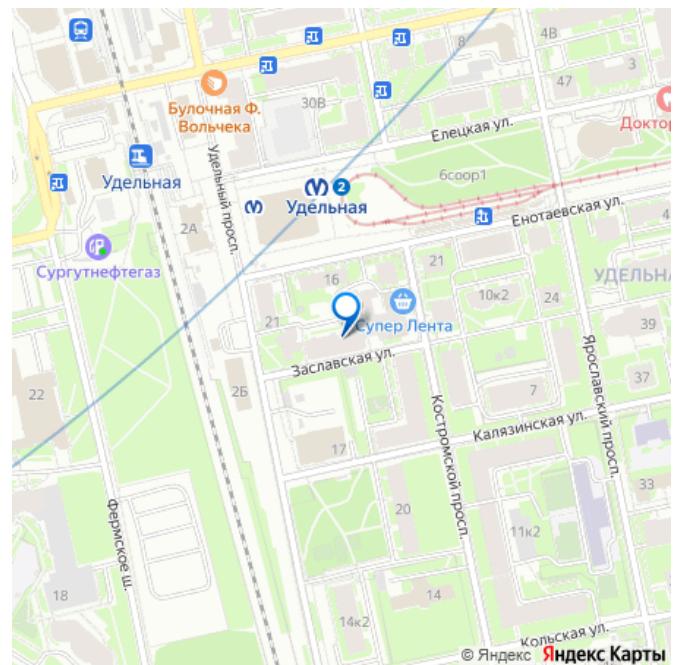 8
4В
3
47
Булочная Ф.
Вольчека
30В
Елецкая ул.
Доктор
Удельная
Удельный просп.
2
6соор1
Удельная
Енотаевская ул.
2А
Сургутнефтегаз
16
21
УДЕЛЬНА
10к2
24
21
Супер Лента
39
Заславская ул.
Ярославский просп.
22
2Б
7
37
Костромской просп.
Калязинская ул.
17
33
Фермское ш.
20
11к2
18
14
14к2
Кольская ул.
© Яндекс Яндекс Карты